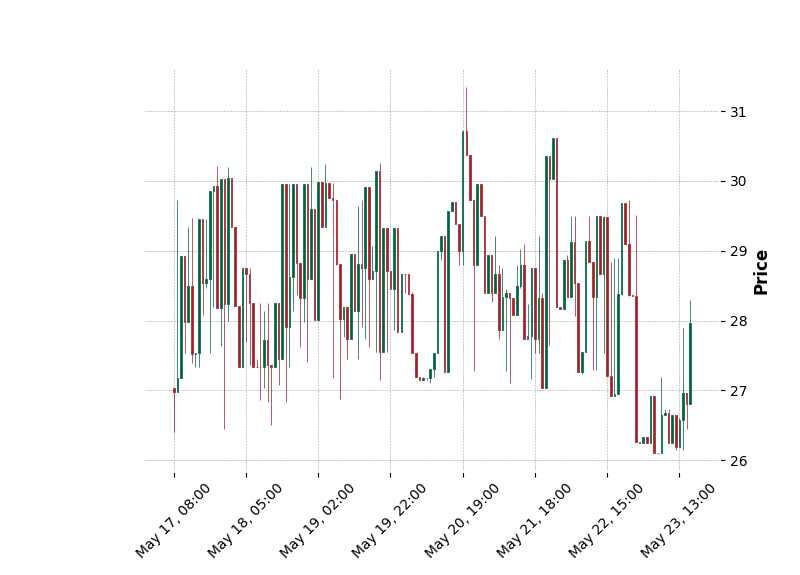 31
30
29
28
27
26
Price
May 17, 08:00
May 18, 05:00
May 19, 02:00
May 19, 22:00
May 20, 19:00
May 21, 18:00
May 22, 15:00
May 23, 13:00